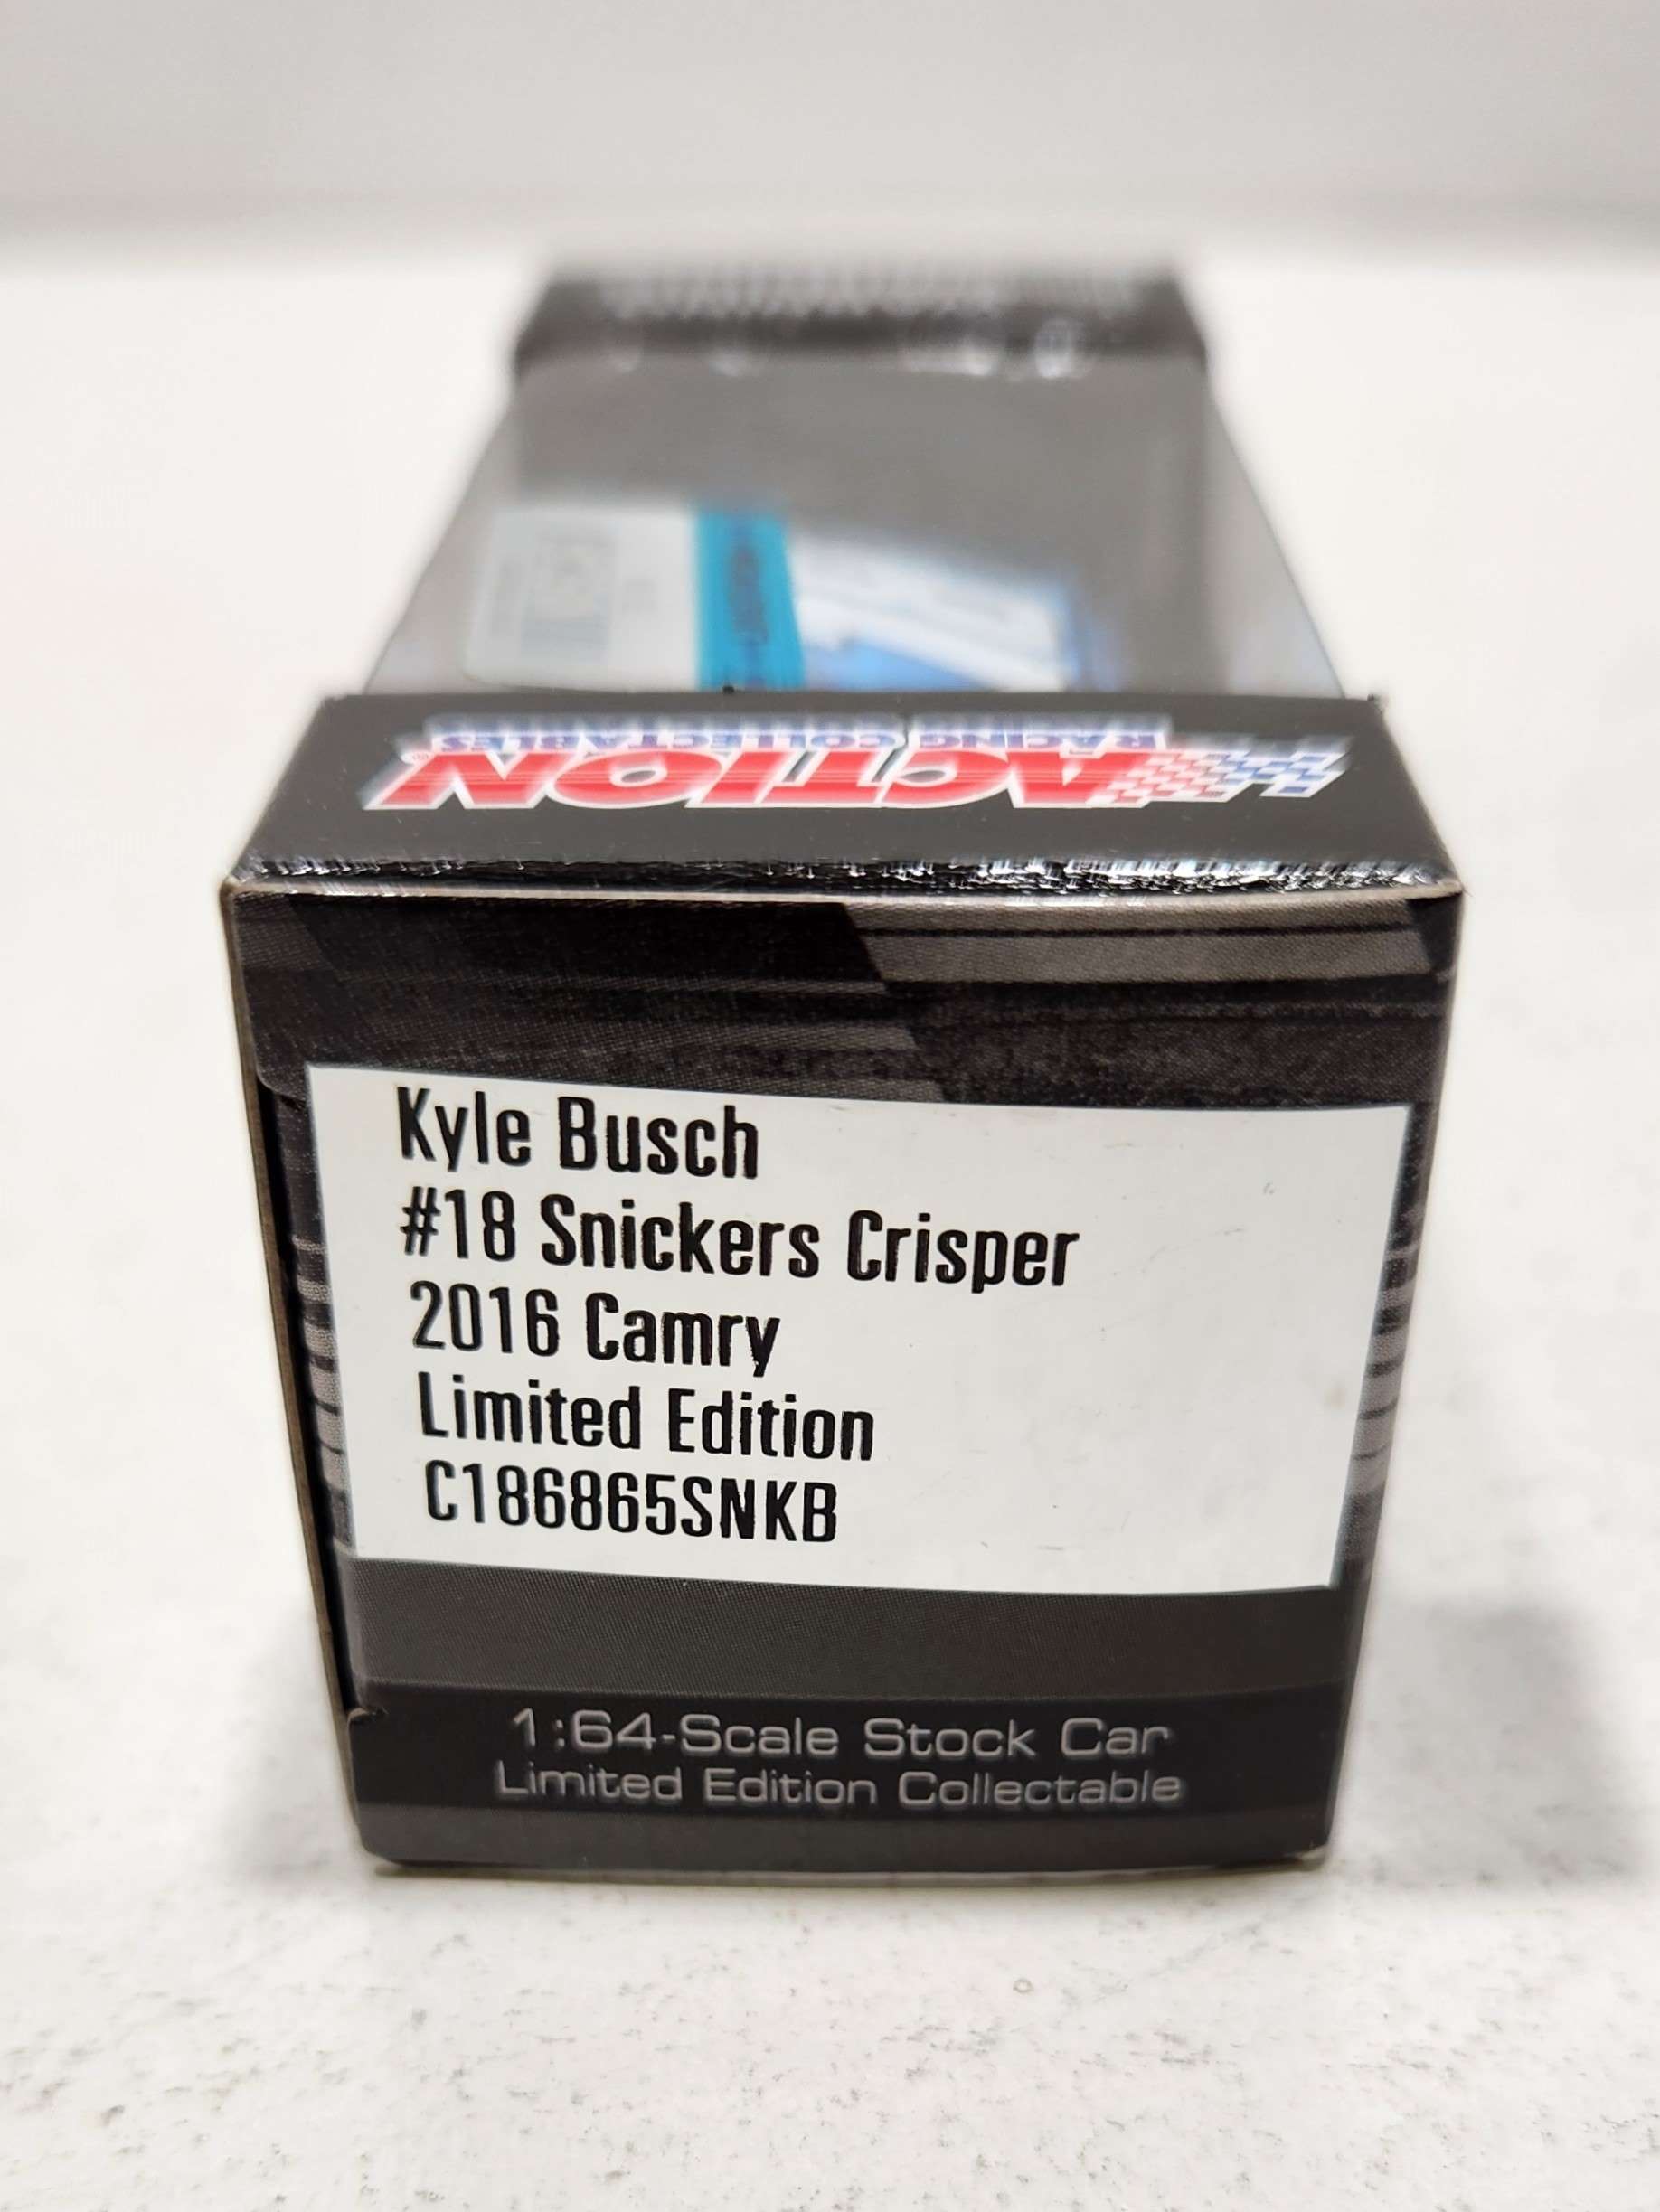 ACTION
RACING COLLECTABLES
Kyle Busch
#18 Snickers Crisper
2016 Camry
Limited Edition
C186865SNKB
1:64-Scale Stock Car
Limited Edition Collectable